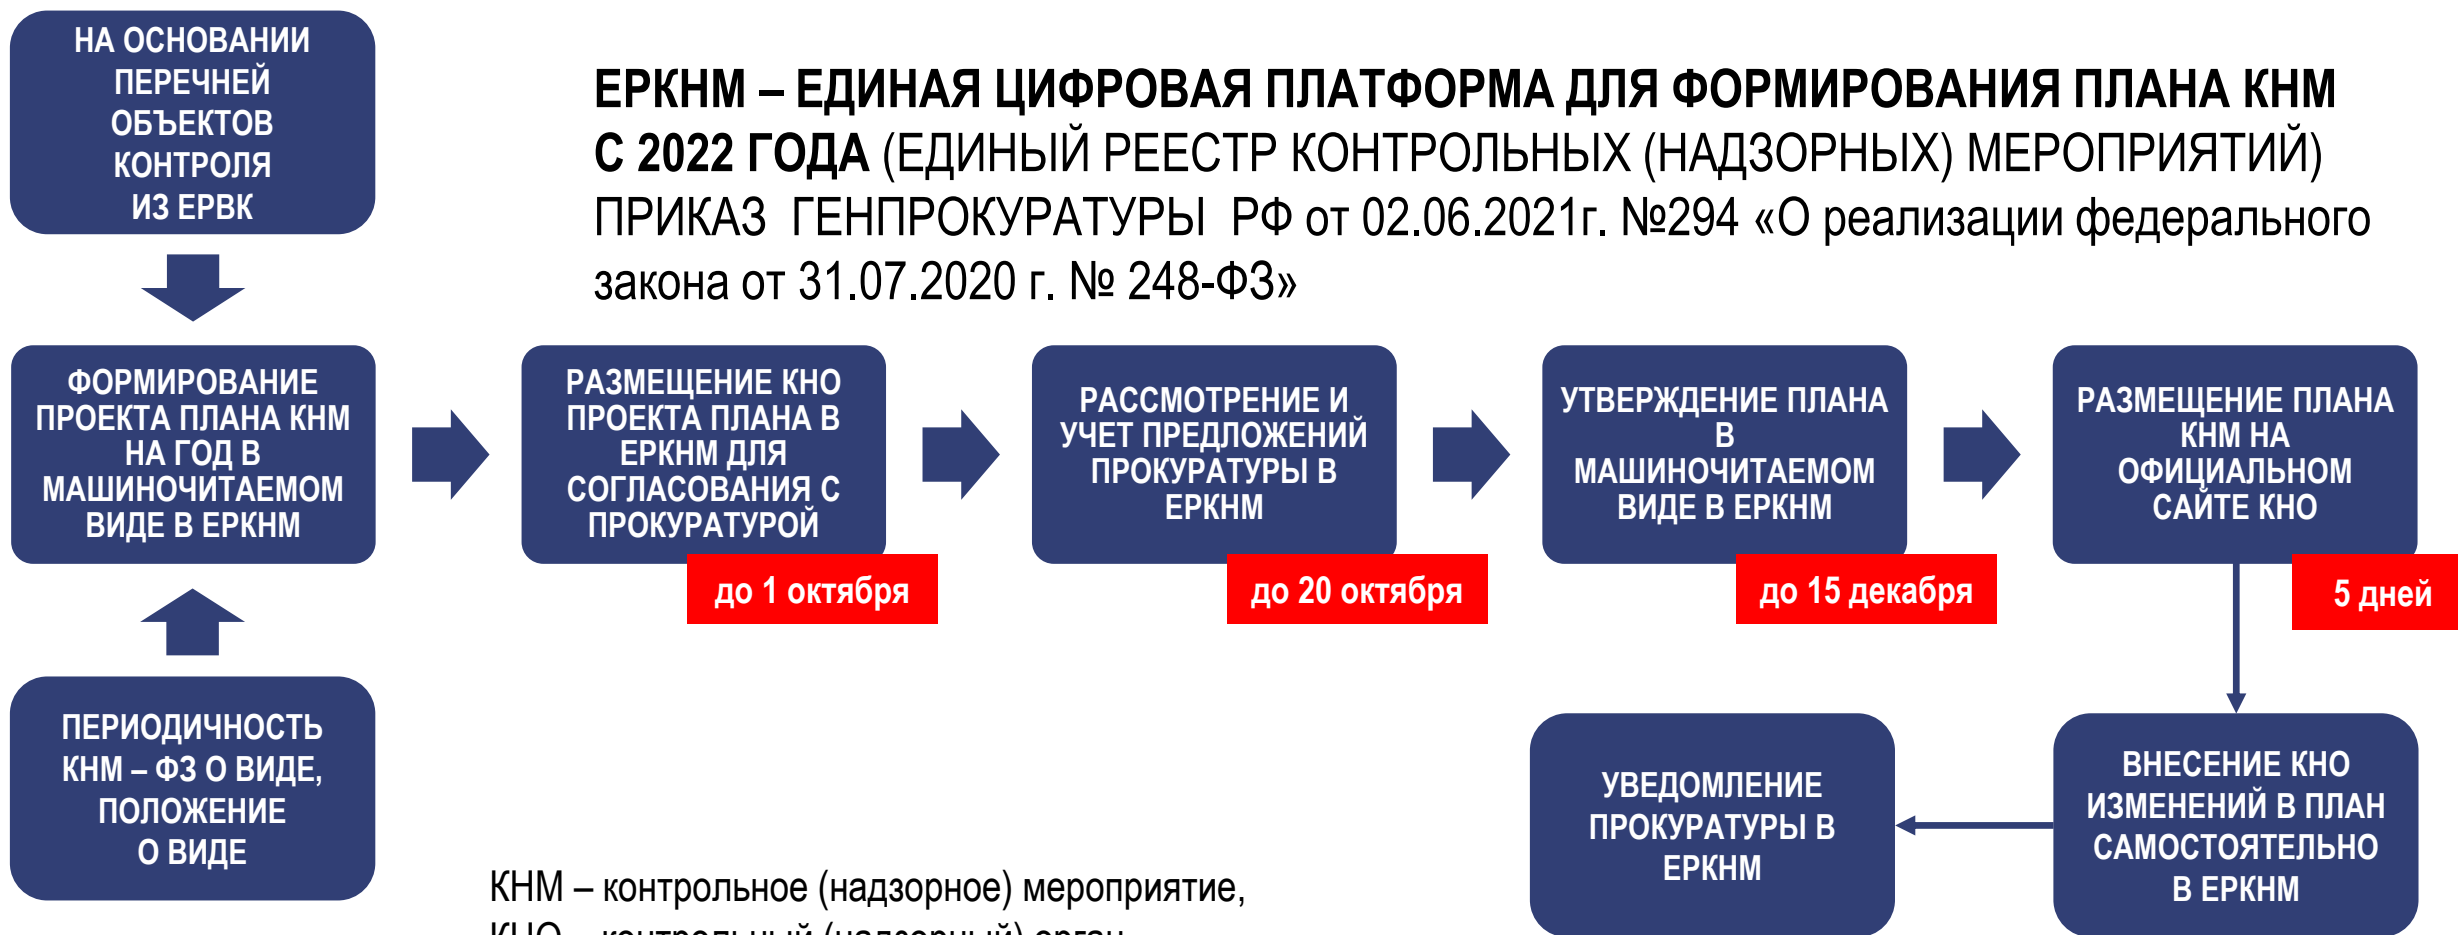 НА ОСНОВАНИИ
ПЕРЕЧНЕЙ
ОБЪЕКТОВ
КОНТРОЛЯ
ИЗ ЕРВК
ЕРКНМ – ЕДИНАЯ ЦИФРОВАЯ ПЛАТФОРМА ДЛЯ ФОРМИРОВАНИЯ ПЛАНА КНМ
С 2022 ГОДА (ЕДИНЫЙ РЕЕСТР КОНТРОЛЬНЫХ (НАДЗОРНЫХ) МЕРОПРИЯТИЙ)
ПРИКАЗ ГЕНПРОКУРАТУРЫ РФ от 02.06.2021г. №294 «О реализации федерального
закона от 31.07.2020 г. № 248-ФЗ»
ФОРМИРОВАНИЕ
ПРОЕКТА ПЛАНА КНМ
НА ГОД В
МАШИНОЧИТАЕМОМ
ВИДЕ В ЕРКНМ
РАЗМЕЩЕНИЕ КНО
ПРОЕКТА ПЛАНА В
ЕРКНМ ДЛЯ
СОГЛАСОВАНИЯ С
ПРОКУРАТУРОЙ
до 1 октября
РАССМОТРЕНИЕ И
УЧЕТ ПРЕДЛОЖЕНИЙ
ПРОКУРАТУРЫ В
ЕРКНМ
до 20 октября
УТВЕРЖДЕНИЕ ПЛАНА
В
МАШИНОЧИТАЕМОМ
ВИДЕ В ЕРКНМ
до 15 декабря
РАЗМЕЩЕНИЕ ПЛАНА
КНМ НА
ОФИЦИАЛЬНОМ
САЙТЕ КНО
5 дней
ПЕРИОДИЧНОСТЬ
КНМ – ФЗ О ВИДЕ,
ПОЛОЖЕНИЕ
О ВИДЕ
УВЕДОМЛЕНИЕ
ПРОКУРАТУРЫ В
ЕРКНМ
ВНЕСЕНИЕ КНО
ИЗМЕНЕНИЙ В ПЛАН
САМОСТОЯТЕЛЬНО
В ЕРКНМ
КНМ – контрольное (надзорное) мероприятие,
КНО – контрольный (надзорный) орган